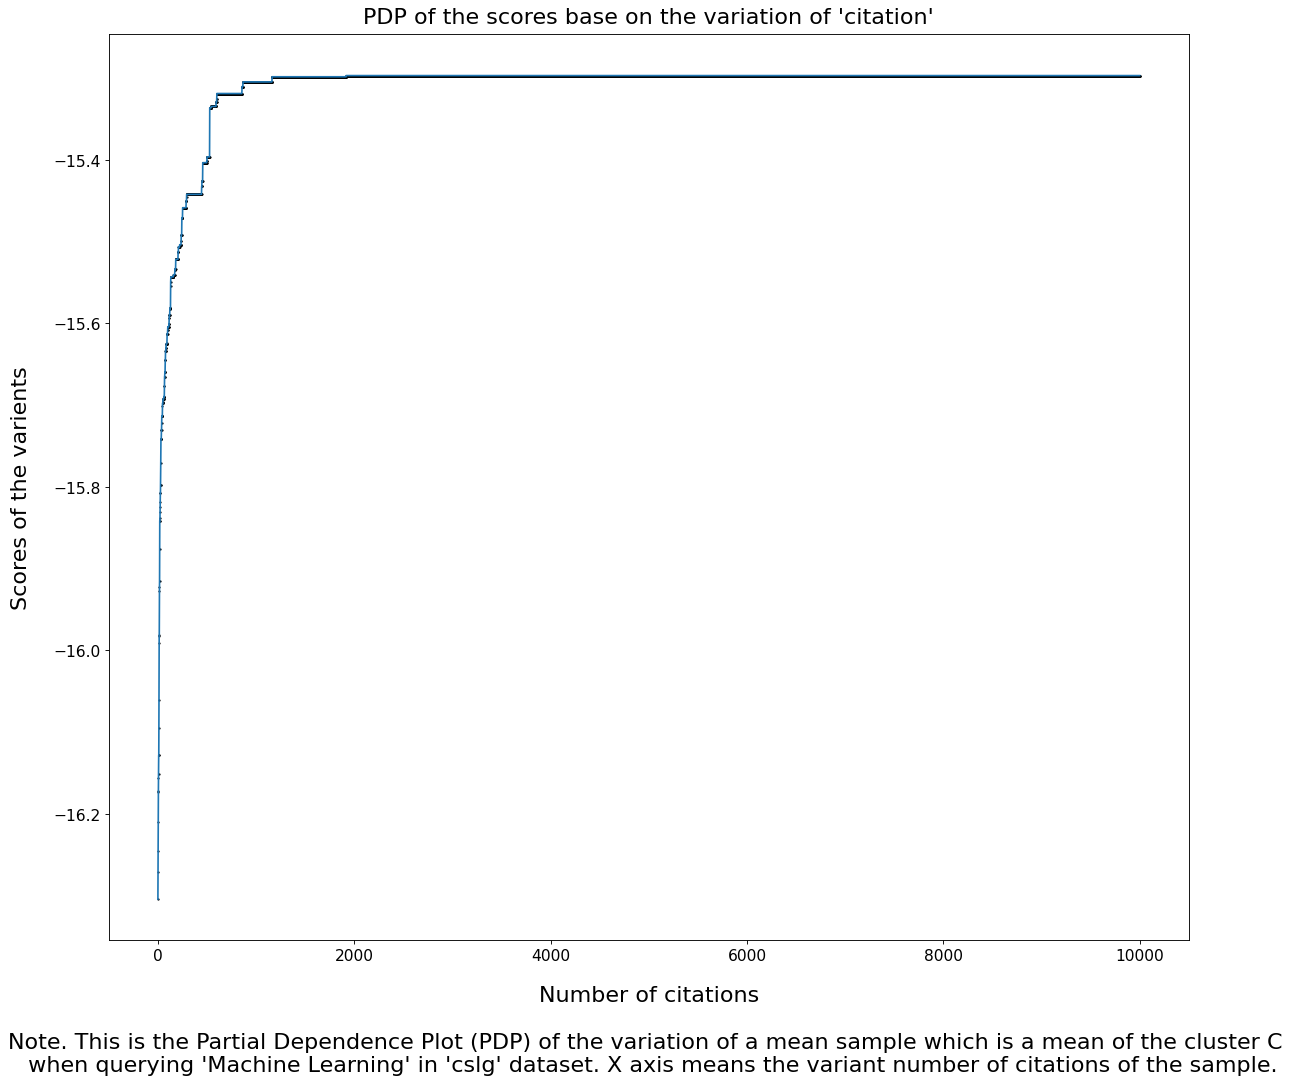 PDP of the scores base on the variation of 'citation'
Scores of the varients
−15.4
−15.6
−15.8
−16.0
−16.2
0
2000
4000
6000
8000
10000
Number of citations
Note. This is the Partial Dependence Plot (PDP) of the variation of a mean sample which is a mean of the cluster C
when querying 'Machine Learning' in 'cslg' dataset. X axis means the variant number of citations of the sample.